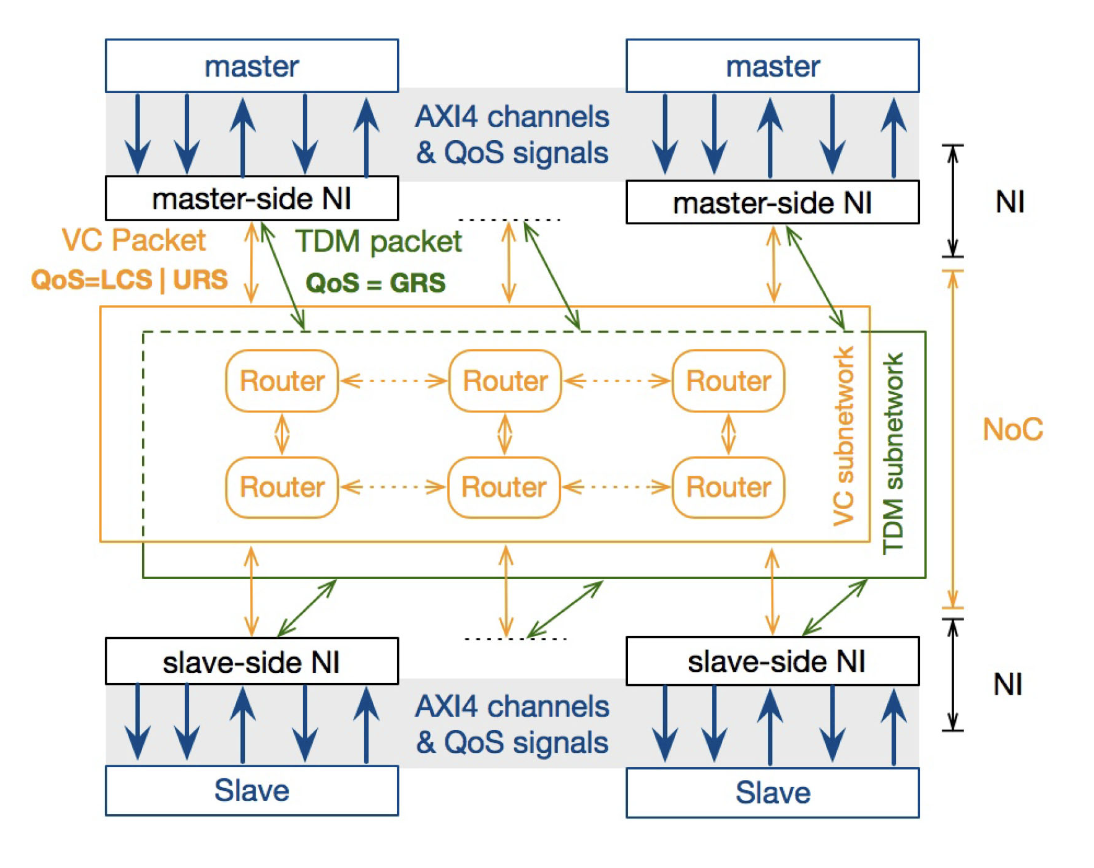 master
master
AXI4 channels
& QoS signals
master-side NI
master-side NI
NI
VC Packet
TDM packet
QoS=LCS | URS
QoS = GRS
Router
Router
Router
VC subnetwork
TDM subnetwork
NoC
Router
Router
Router
slave-side NI
slave-side NI
NI
AXI4 channels
& QoS signals
Slave
Slave